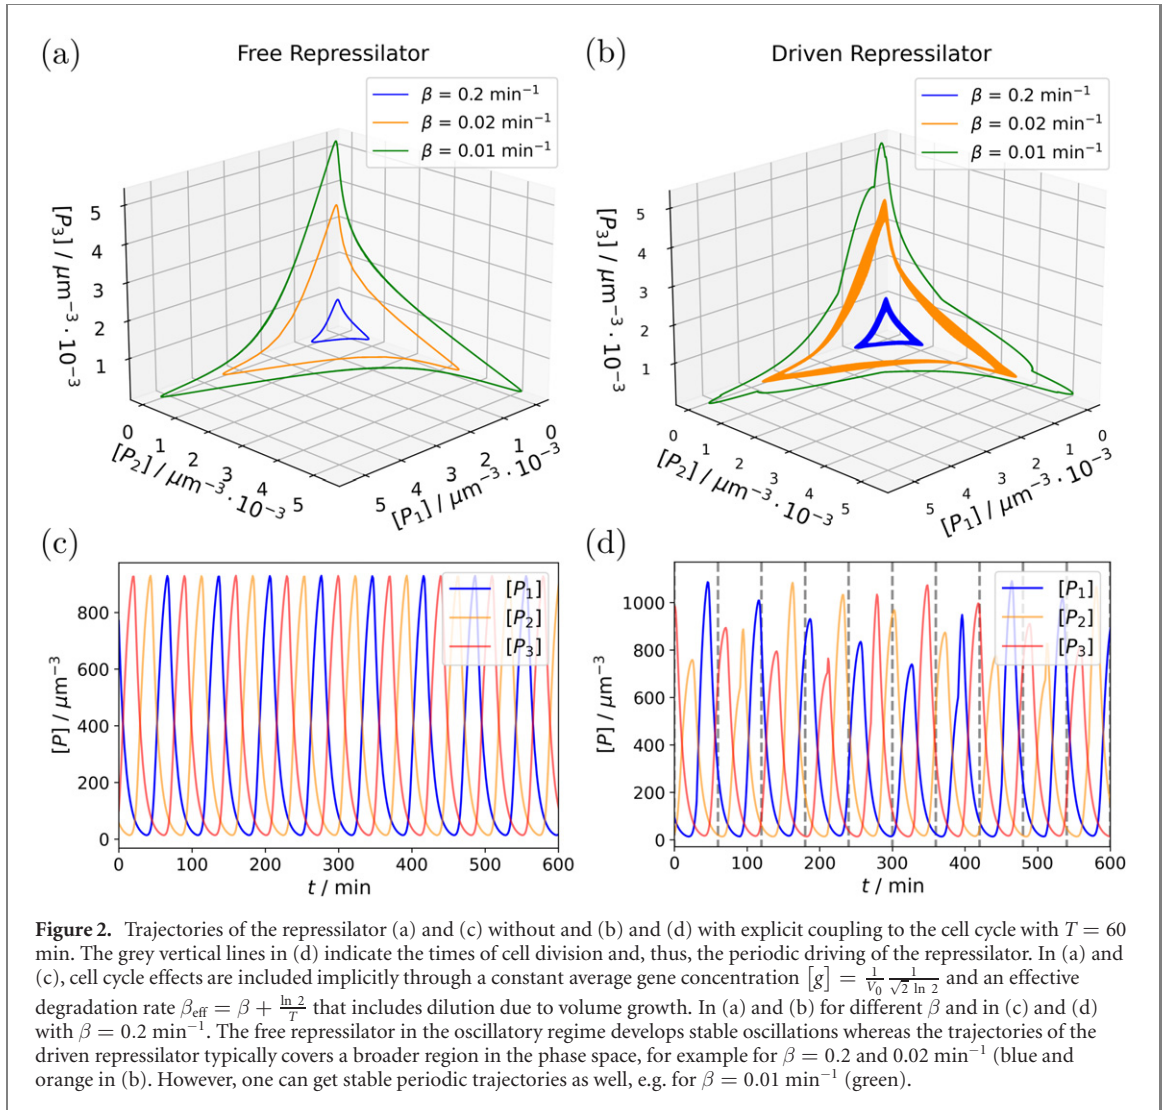 (a)
Free Repressilator
β = 0.2 min⁻¹
β = 0.02 min⁻¹
β = 0.01 min⁻¹
[P₃] / μm⁻³ · 10⁻³
5
4
3
2
1
0
1
2
3
4
5
[P₂] / μm⁻³ · 10⁻³
0
1
2
3
4
5
[P₁] / μm⁻³ · 10⁻³
(b)
Driven Repressilator
β = 0.2 min⁻¹
β = 0.02 min⁻¹
β = 0.01 min⁻¹
[P₃] / μm⁻³ · 10⁻³
5
4
3
2
1
0
1
2
3
4
5
[P₂] / μm⁻³ · 10⁻³
0
1
2
3
4
5
[P₁] / μm⁻³ · 10⁻³
(c)
[P₁]
[P₂]
[P₃]
[P] / μm⁻³
800
600
400
200
0
0 100 200 300 400 500 600
t / min
(d)
[P₁]
[P₂]
[P₃]
[P] / μm⁻³
1000
800
600
400
200
0
0 100 200 300 400 500 600
t / min
Figure 2. Trajectories of the repressilator (a) and (c) without and (b) and (d) with explicit coupling to the cell cycle with T = 60
min. The grey vertical lines in (d) indicate the times of cell division and, thus, the periodic driving of the repressilator. In (a) and
(c), cell cycle effects are included implicitly through a constant average gene concentration [g] = 1/V₀ 1/(√2 ln 2) and an effective
degradation rate βeff = β + ln 2/T that includes dilution due to volume growth. In (a) and (b) for different β and in (c) and (d)
with β = 0.2 min⁻¹. The free repressilator in the oscillatory regime develops stable oscillations whereas the trajectories of the
driven repressilator typically covers a broader region in the phase space, for example for β = 0.2 and 0.02 min⁻¹ (blue and
orange in (b). However, one can get stable periodic trajectories as well, e.g. for β = 0.01 min⁻¹ (green).